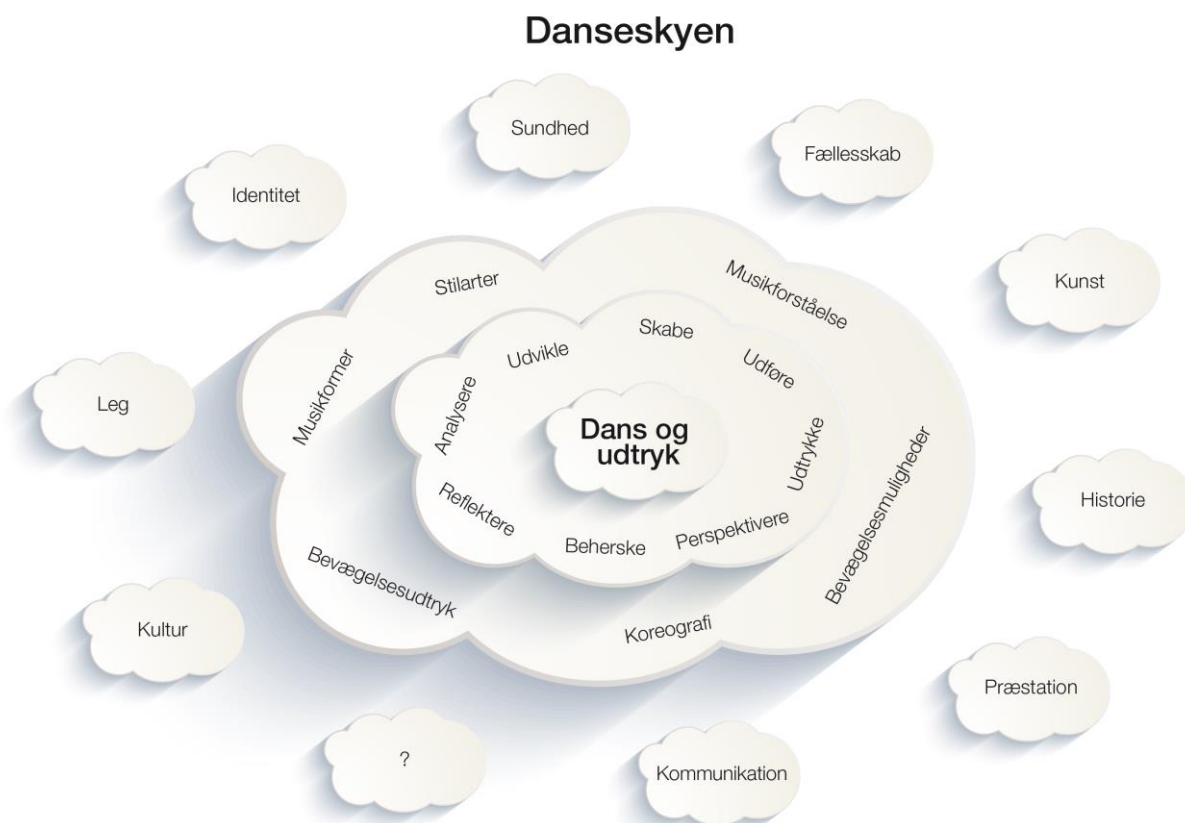 Danseskyen
Sundhed
Fællesskab
Identitet
Kunst
Stilarter
Musikforståelse
Skabe
Udvikle
Udføre
Musikformer
Analysere
Leg
Dans og
udtryk
Udtrykke
Bevægelsesmuligheder
Historie
Reflektere
Beherske
Perspektivere
Bevægelsesudtryk
Koreografi
Kultur
Præstation
?
Kommunikation